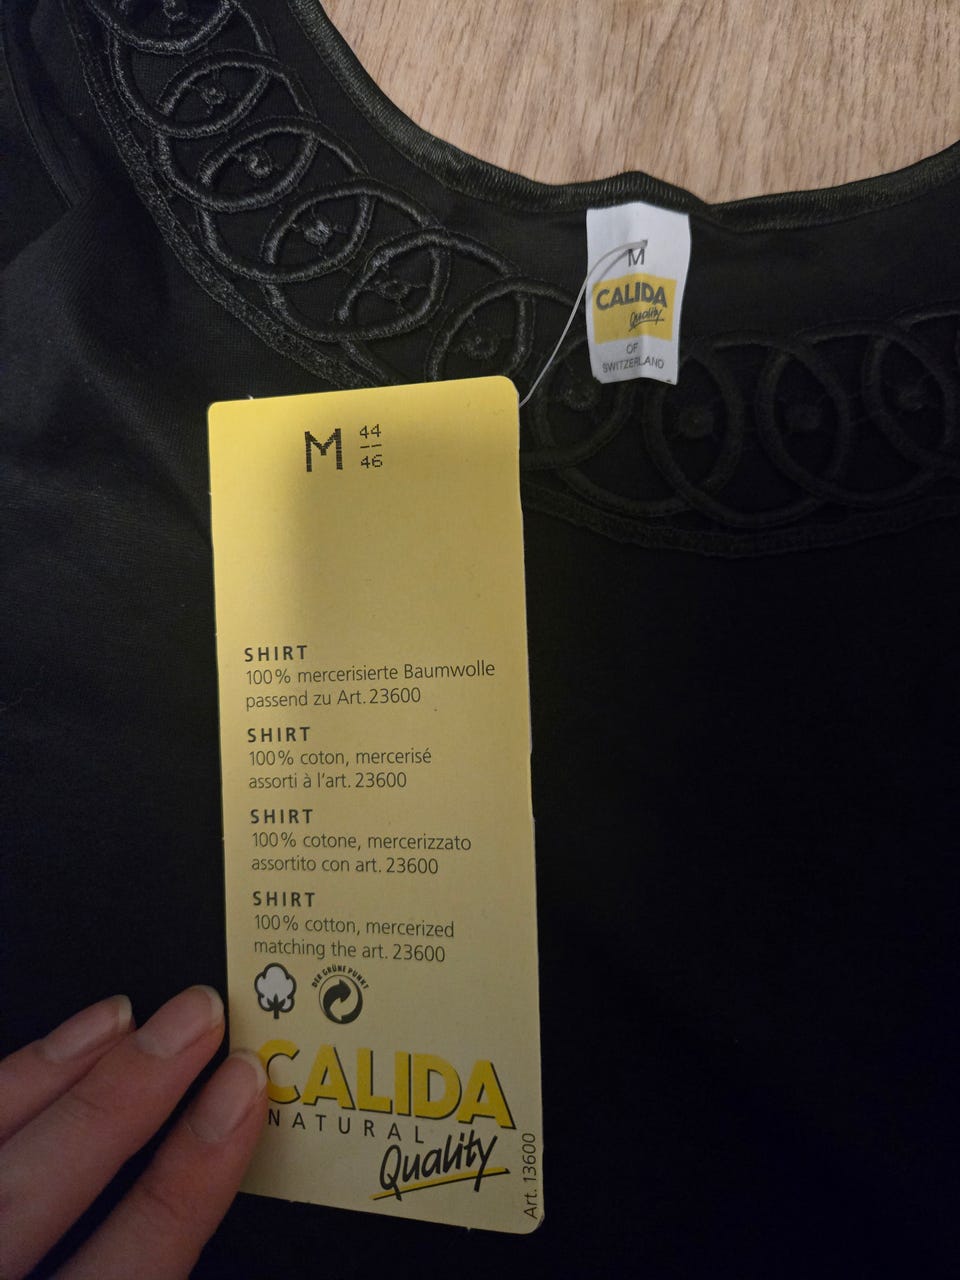 M
CALIDA
Quality
OF
SWITZERLAND
M 44
46
SHIRT
100% mercerisierte Baumwolle
passend zu Art. 23600
SHIRT
100% coton, mercerisé
assorti à l'art. 23600
SHIRT
100% cotone, mercerizzato
assortito con art. 23600
SHIRT
100% cotton, mercerized
matching the art. 23600
DER GRÜNE PUNKT
CALIDA
NATURAL
Quality
Art. 13600